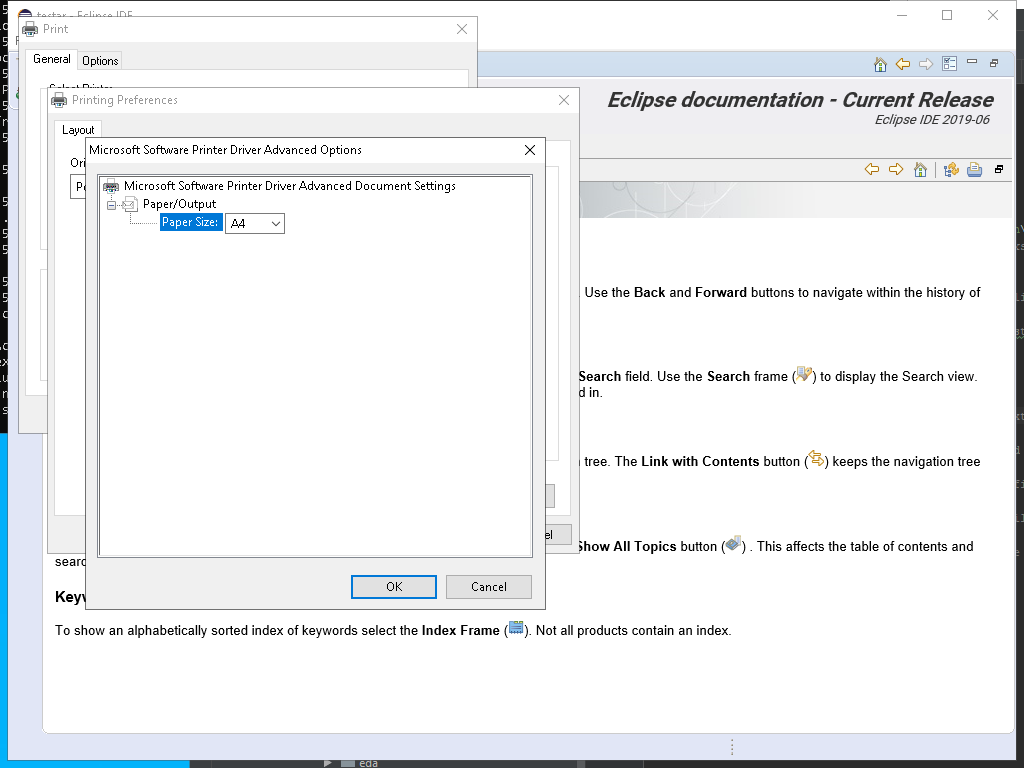 testar - Eclipse IDE
Print
General
Options
Select Printer
Printing Preferences
Eclipse documentation - Current Release
Eclipse IDE 2019-06
Layout
Microsoft Software Printer Driver Advanced Options
Microsoft Software Printer Driver Advanced Document Settings
Paper/Output
Paper Size:
A4
. Use the Back and Forward buttons to navigate within the history of
Search field. Use the Search frame ( ) to display the Search view.
d in.
tree. The Link with Contents button ( ) keeps the navigation tree
Show All Topics button ( ) . This affects the table of contents and
OK
Cancel
To show an alphabetically sorted index of keywords select the Index Frame ( ). Not all products contain an index.
eda